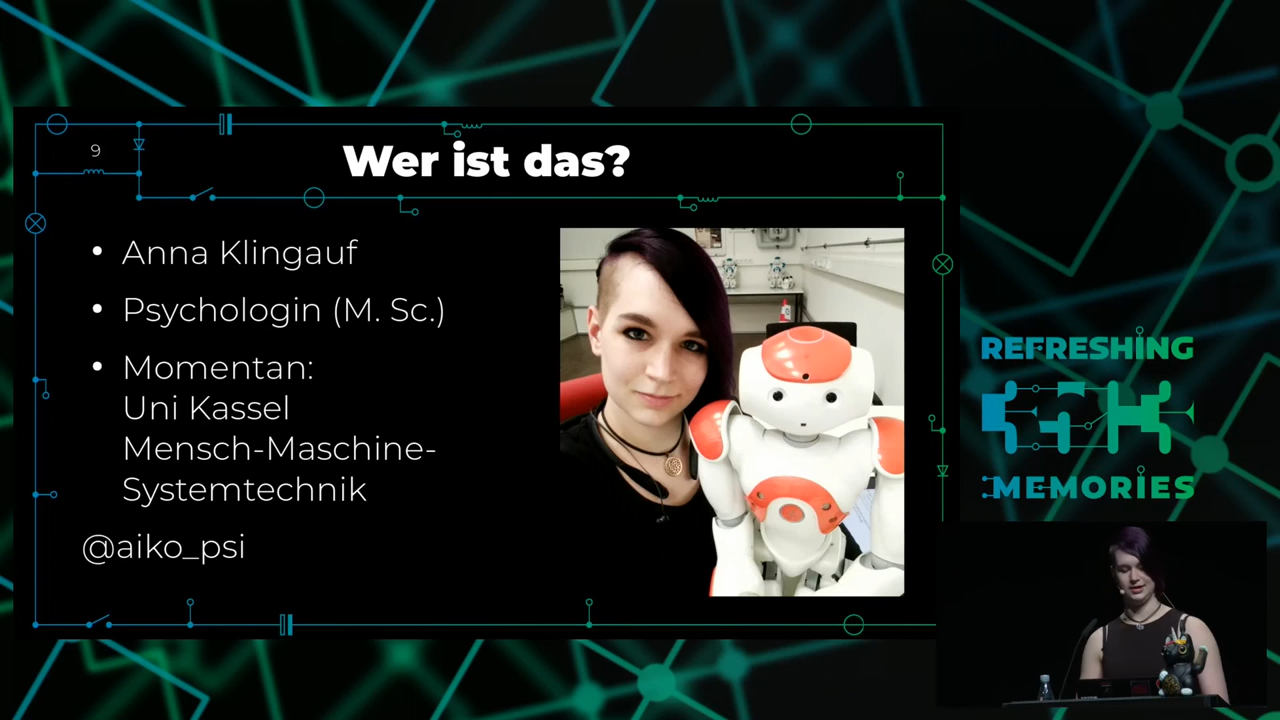 9
Wer ist das?
• Anna Klingauf
• Psychologin (M. Sc.)
• Momentan:
Uni Kassel
Mensch-Maschine-
Systemtechnik
@aiko_psi
REFRESHING
MEMORIES